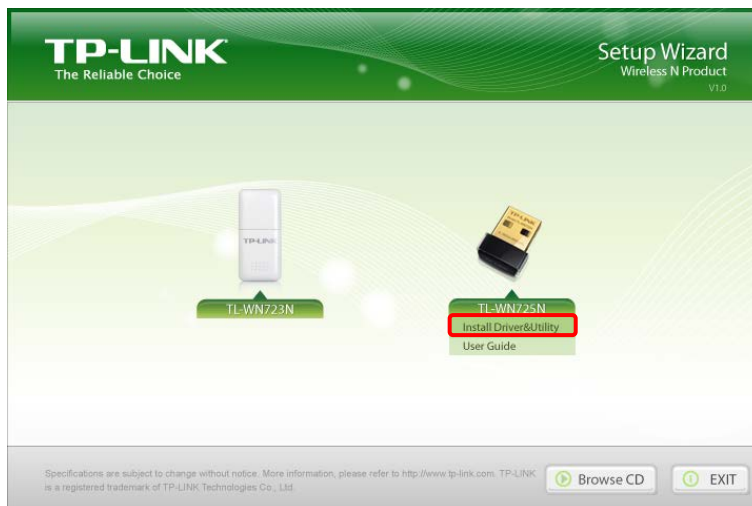 TP-LINK
The Reliable Choice
Setup Wizard
Wireless N Product
V1.0
TP-LINK
TP-LINK
TL-WN723N
TL-WN725N
Install Driver&Utility
User Guide
Specifications are subject to change without notice. More information, please refer to http://www.tp-link.com. TP-LINK
is a registered trademark of TP-LINK Technologies Co., Ltd.
Browse CD
EXIT